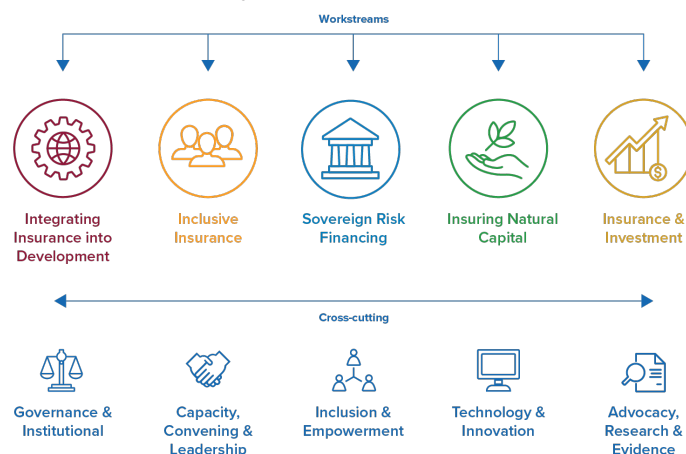 Workstreams
Integrating
Insurance into
Development
Inclusive
Insurance
Sovereign Risk
Financing
Insuring Natural
Capital
Insurance &
Investment
Cross-cutting
Governance &
Institutional
Capacity,
Convening &
Leadership
Inclusion &
Empowerment
Technology &
Innovation
Advocacy,
Research &
Evidence